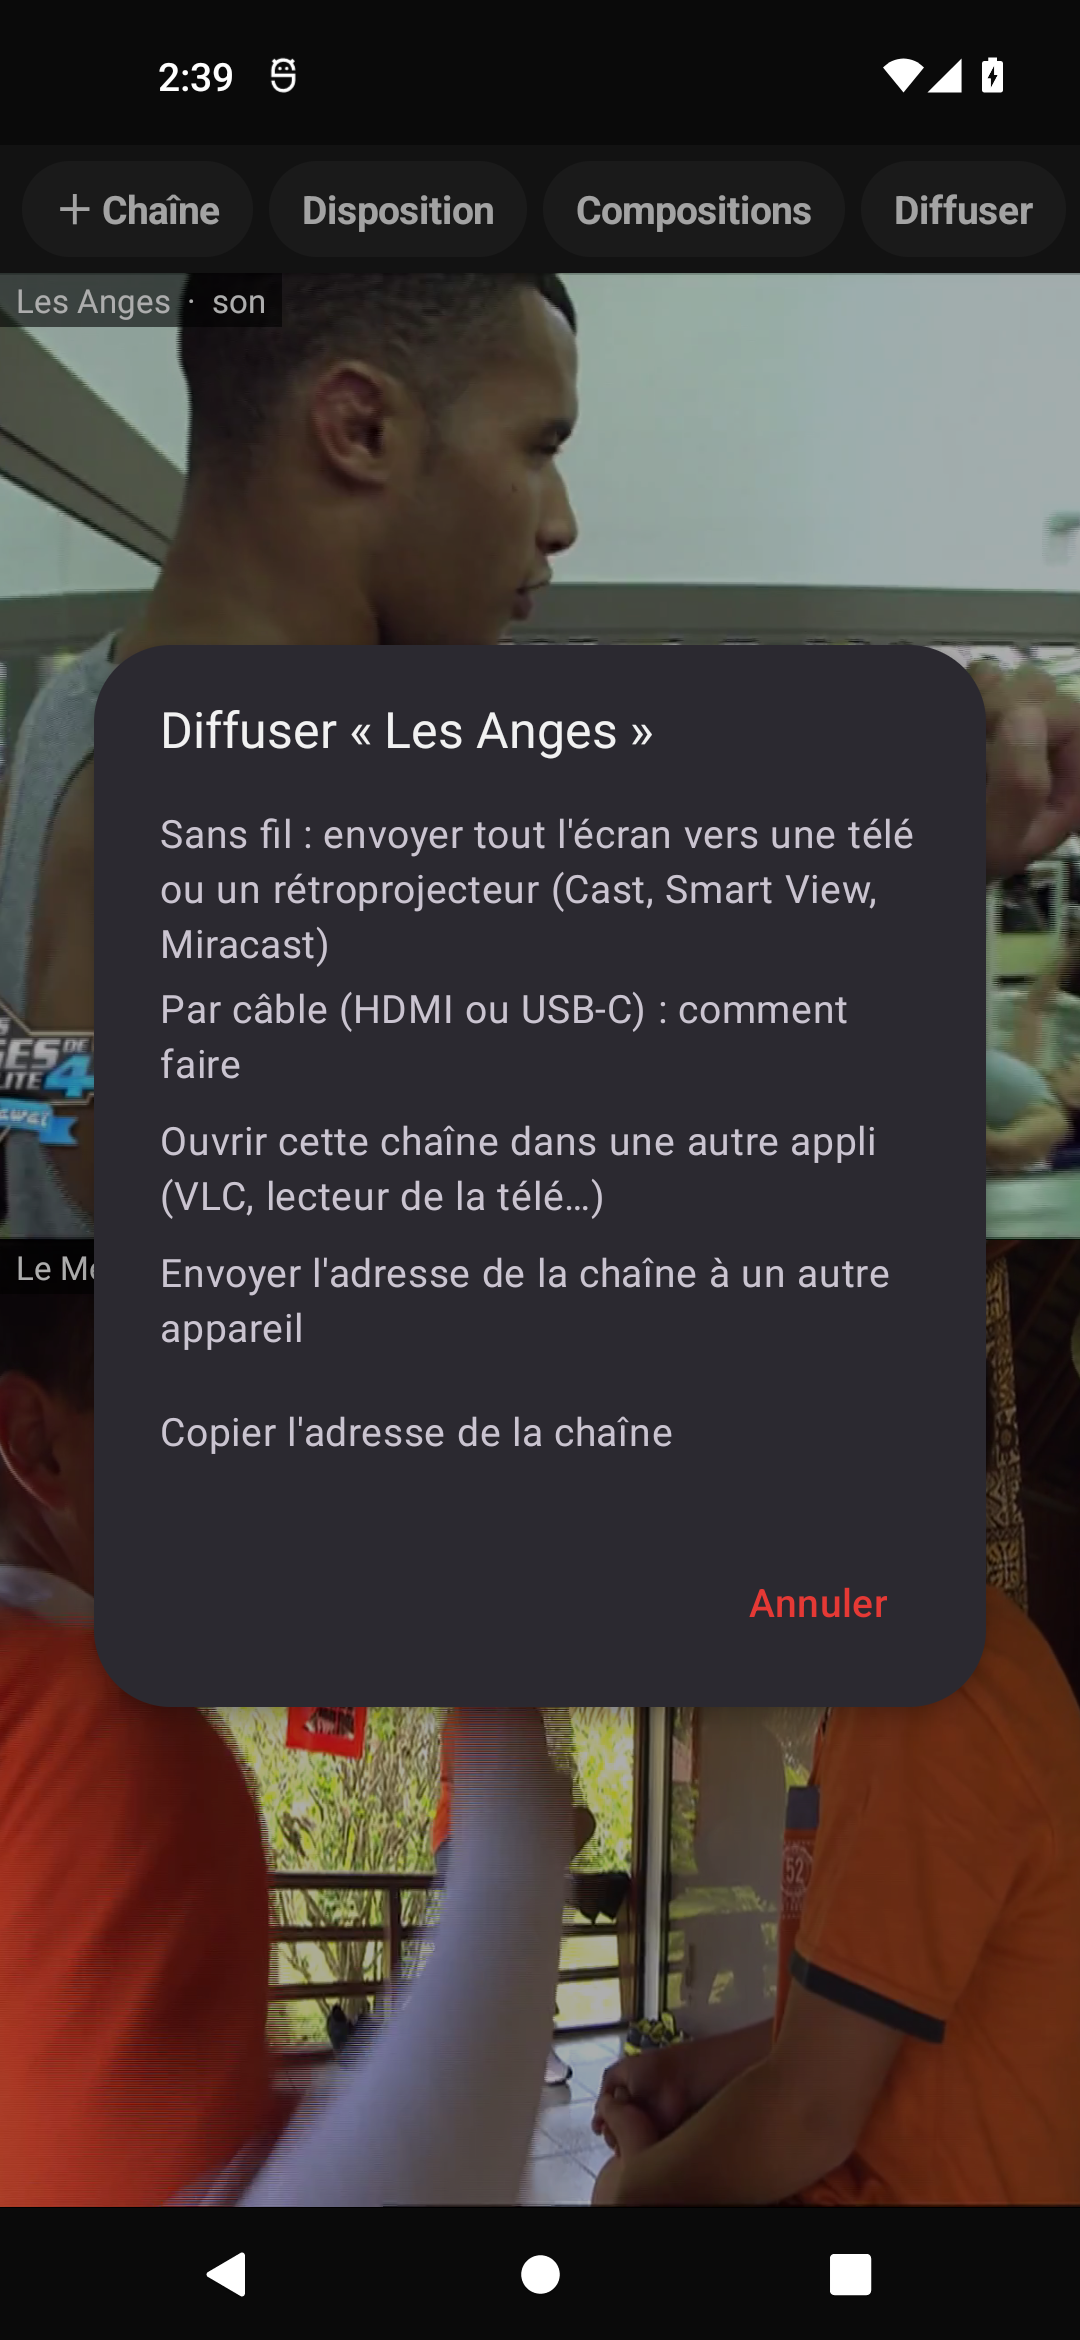 2:39
+ Chaîne
Disposition
Compositions
Diffuser
Les Anges · son
Diffuser « Les Anges »
Sans fil : envoyer tout l'écran vers une télé
ou un rétroprojecteur (Cast, Smart View,
Miracast)
Par câble (HDMI ou USB-C) : comment
faire
Ouvrir cette chaîne dans une autre appli
(VLC, lecteur de la télé…)
Le
Envoyer l'adresse de la chaîne à un autre
appareil
Copier l'adresse de la chaîne
Annuler
52